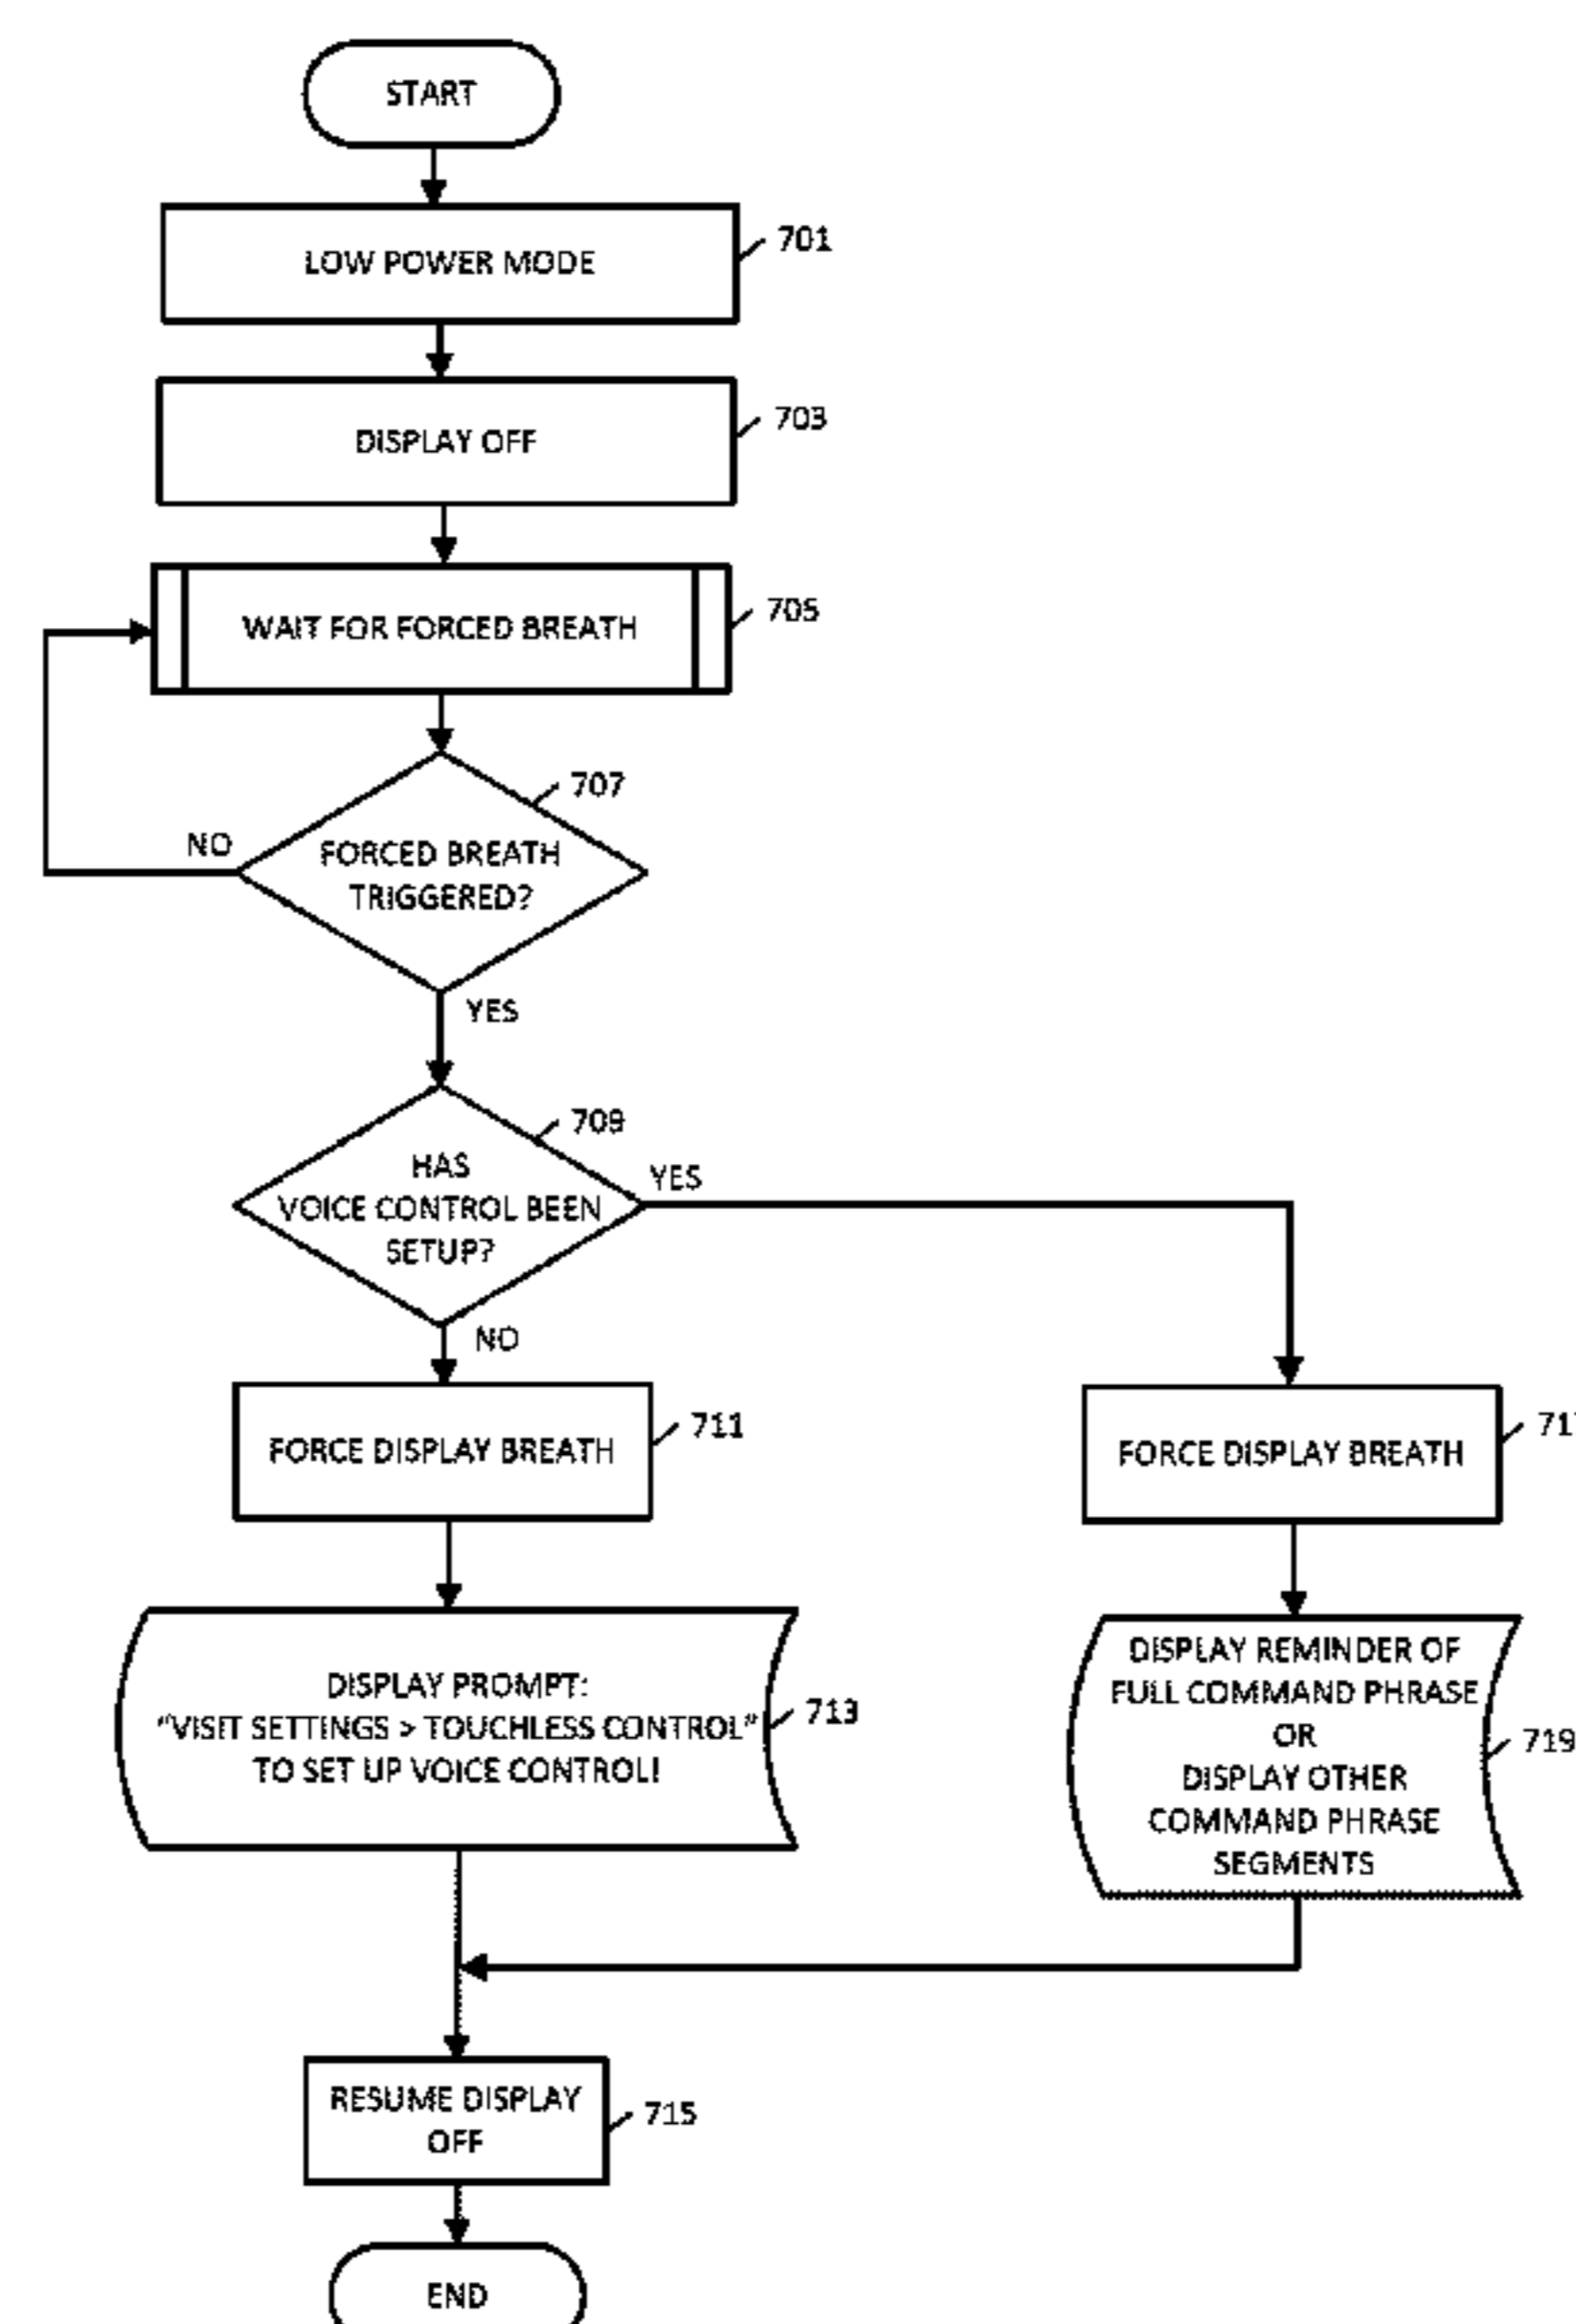 START
LOW POWER MODE
701
DISPLAY OFF
703
WAIT FOR FORCED BREATH
705
707
FORCED BREATH
TRIGGERED?
NO
YES
709
HAS
VOICE CONTROL BEEN
SETUP?
YES
NO
FORCE DISPLAY BREATH
711
FORCE DISPLAY BREATH
DISPLAY PROMPT:
"VISIT SETTINGS > TOUCHLESS CONTROL"
TO SET UP VOICE CONTROL!
713
DISPLAY REMINDER OF
FULL COMMAND PHRASE
OR
DISPLAY OTHER
COMMAND PHRASE
SEGMENTS
719
RESUME DISPLAY
OFF
715
END